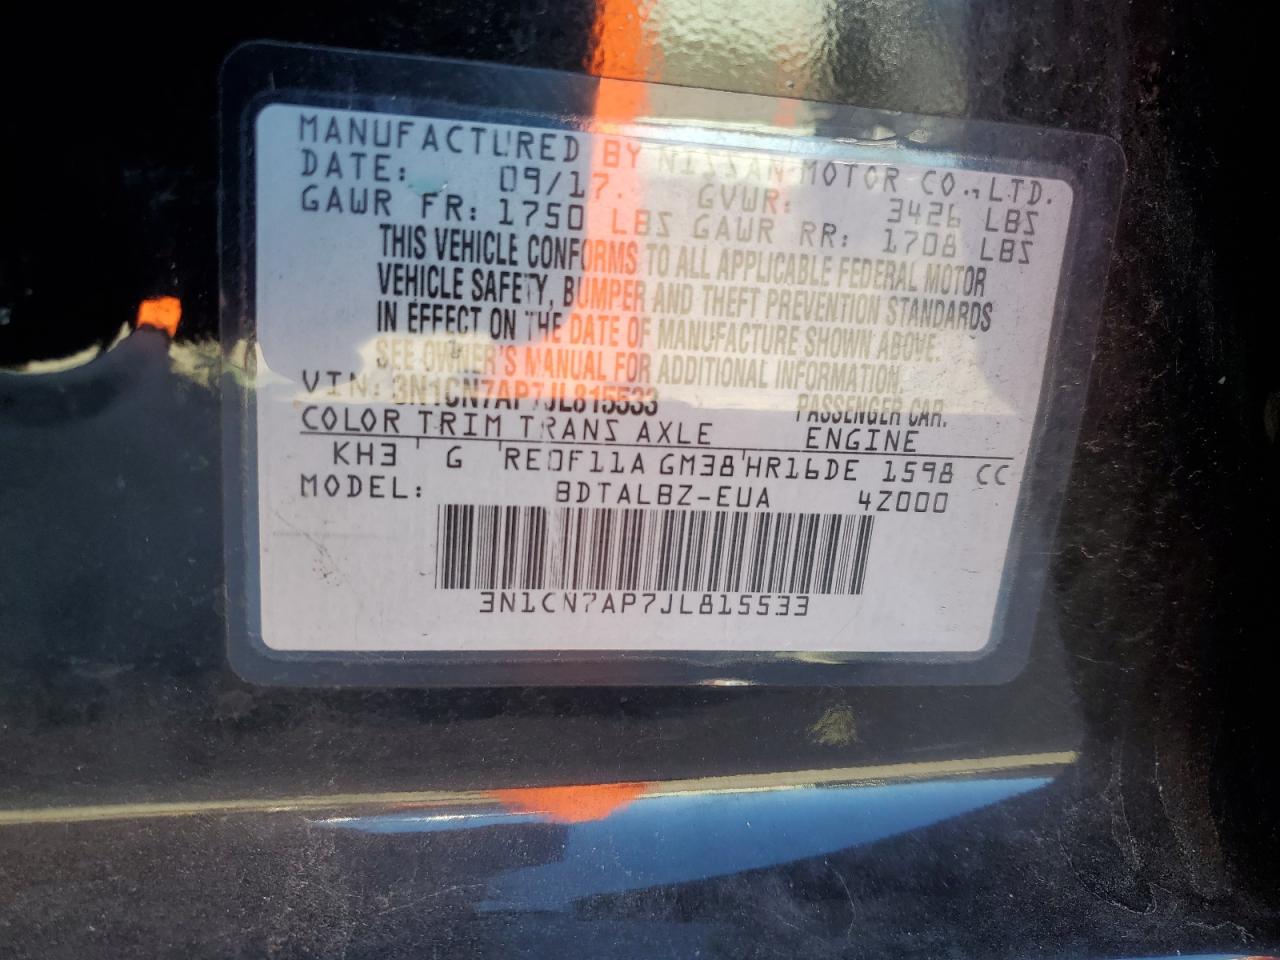 MANUFACTURED BY NISSAN MOTOR CO., LTD.
DATE: 09/17. GVWR: 3426 LBS
GAWR FR: 1750 LBS GAWR RR: 1708 LBS
THIS VEHICLE CONFORMS TO ALL APPLICABLE FEDERAL MOTOR
VEHICLE SAFETY, BUMPER AND THEFT PREVENTION STANDARDS
IN EFFECT ON THE DATE OF MANUFACTURE SHOWN ABOVE.
SEE OWNER'S MANUAL FOR ADDITIONAL INFORMATION.
VIN: 3N1CN7AP7JL815533 PASSENGER CAR.
COLOR TRIM TRANS AXLE ENGINE
KH3 G RE0F11A GM38 HR16DE 1598 CC
MODEL: BDTALBZ-EUA 4Z000
3N1CN7AP7JL815533